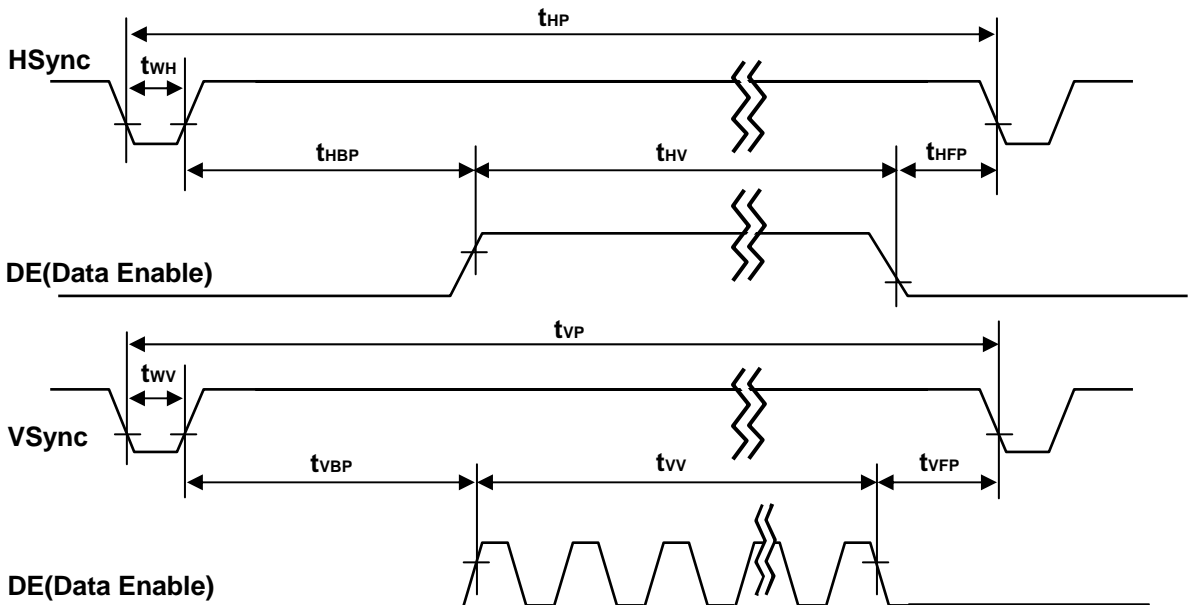 tHP
HSync
tWH
tHBP
tHV
tHFP
DE(Data Enable)
tVP
tWV
VSync
tVBP
tVV
tVFP
DE(Data Enable)